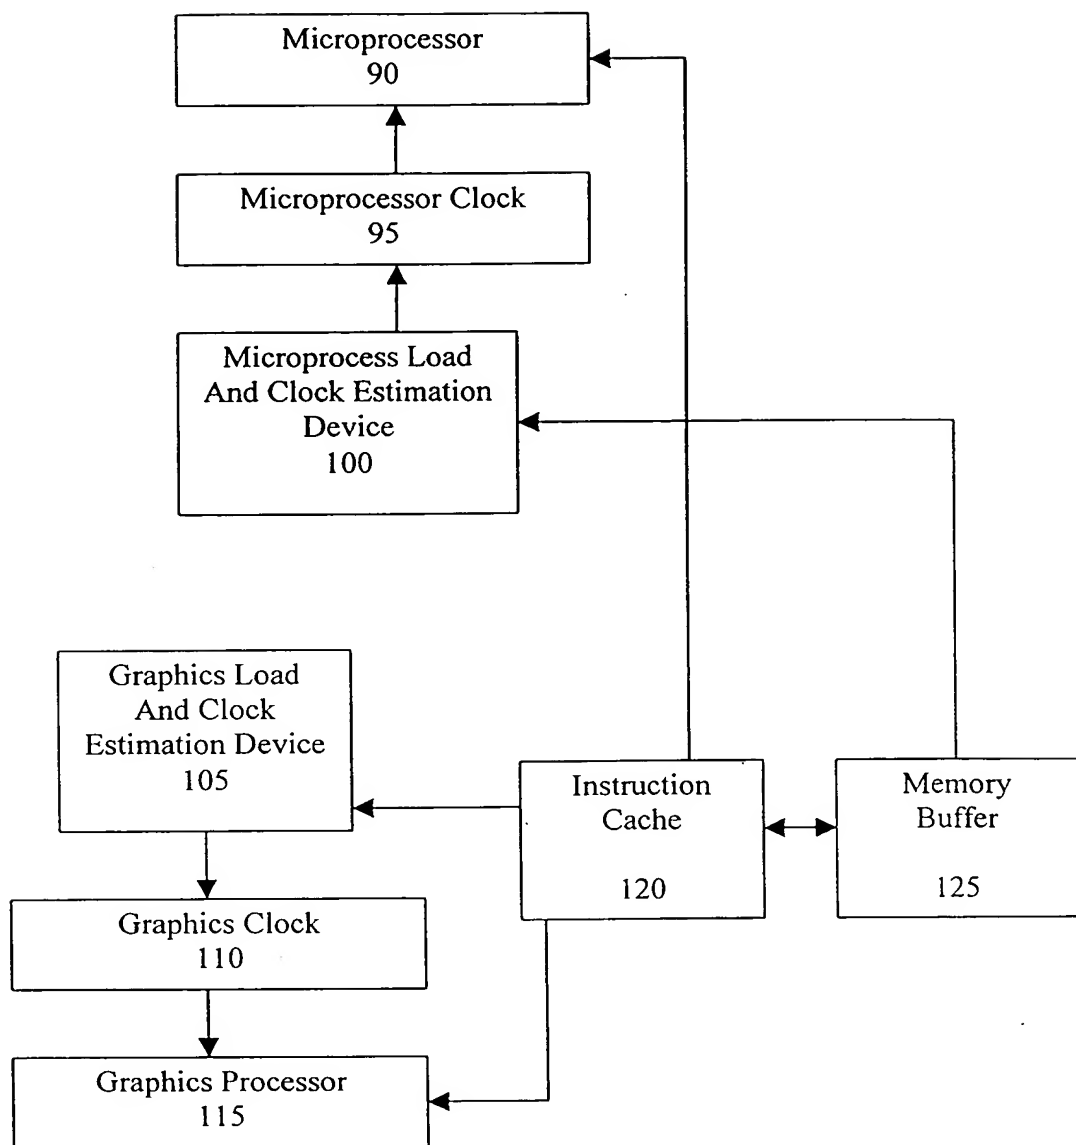 Microprocessor
90
Microprocessor Clock
95
Microprocess Load
And Clock Estimation
Device
100
Graphics Load
And Clock
Estimation Device
105
Instruction
Cache
120
Memory
Buffer
125
Graphics Clock
110
Graphics Processor
115